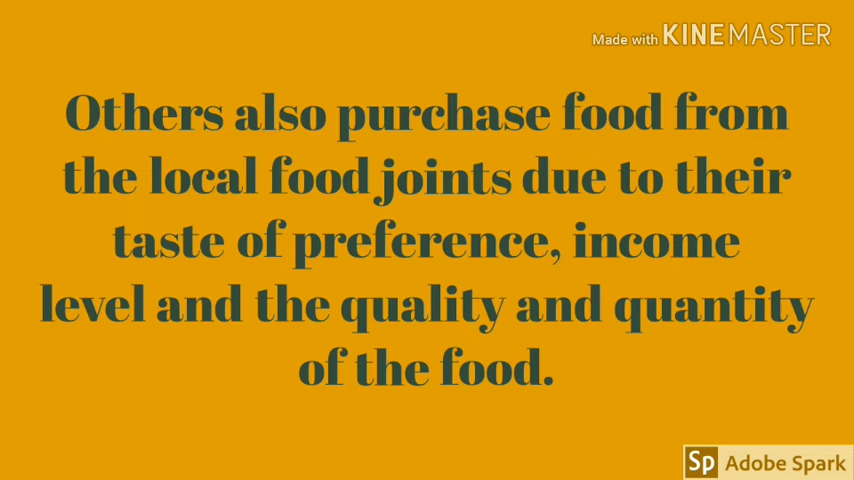 Made with KINEMASTER
Others also purchase food from
the local food joints due to their
taste of preference, income
level and the quality and quantity
of the food.
Sp Adobe Spark